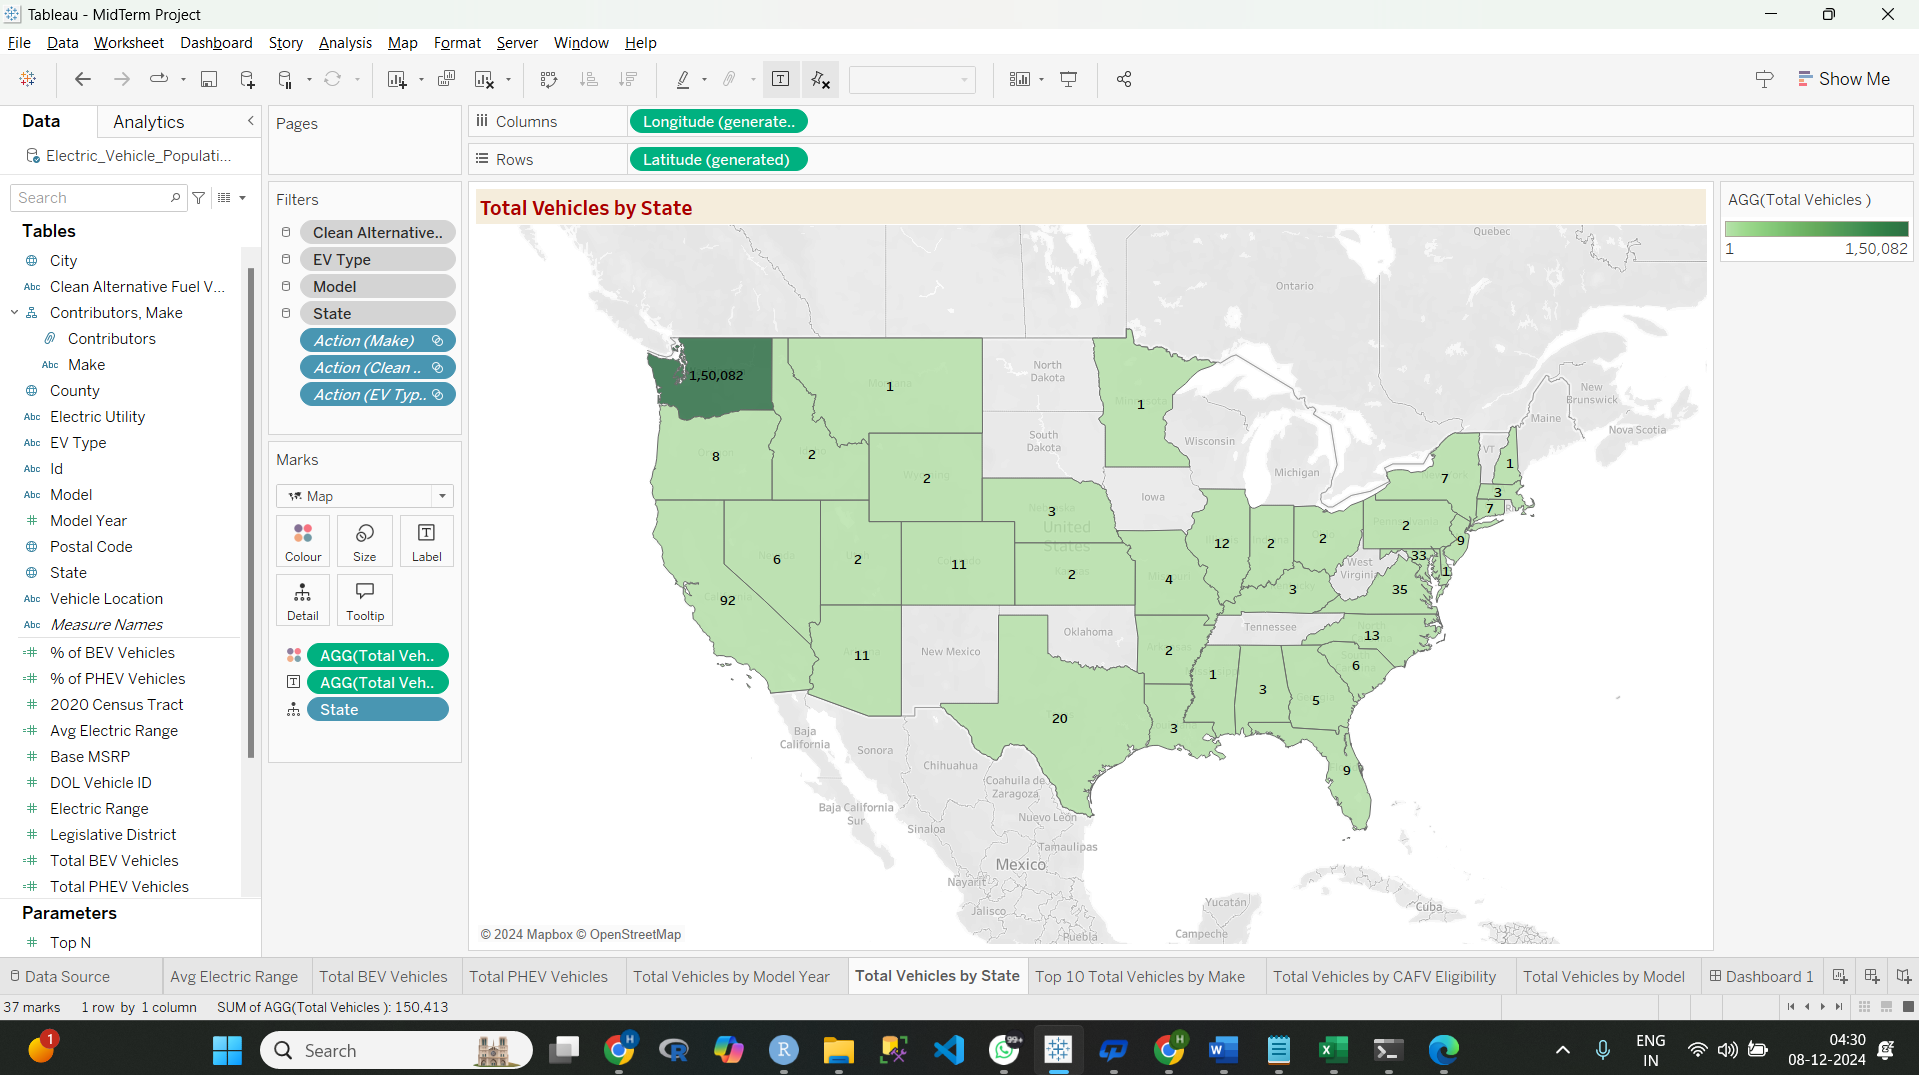 Tableau - MidTerm Project
File Data Worksheet Dashboard Story Analysis Map Format Server Window Help
Show Me
Data Analytics
Electric_Vehicle_Populati...
Search
Tables
City
Clean Alternative Fuel V...
Contributors, Make
Contributors
Make
County
Electric Utility
EV Type
Id
Model
Model Year
Postal Code
State
Vehicle Location
Measure Names
% of BEV Vehicles
% of PHEV Vehicles
2020 Census Tract
Avg Electric Range
Base MSRP
DOL Vehicle ID
Electric Range
Legislative District
Total BEV Vehicles
Total PHEV Vehicles
Parameters
Top N
Pages
Filters
Clean Alternative..
EV Type
Model
State
Action (Make)
Action (Clean ..
Action (EV Typ..
Marks
Map
Colour Size Label
Detail Tooltip
AGG(Total Veh..
AGG(Total Veh..
State
Columns Longitude (generate..
Rows Latitude (generated)
Total Vehicles by State
Quebec
Ontario
North
Dakota
South
Dakota
Wisconsin
Michigan
Iowa
New
Brunswick
Maine
Nova Scotia
VT
United
States
West
Virginia
Tennessee
Oklahoma
New Mexico
Baja
California
Sonora
Chihuahua
Coahuila de
Zaragoza
Baja California
Sur
Sinaloa
Nuevo León
Tamaulipas
Mexico
Nayarit
Jalisco
Puebla
Yucatán
Campeche
Cuba
1,50,082
1
1
8
2
2
3
7
1
3
7
2
9
33
1
35
12
2
2
3
6
2
11
2
4
92
11
13
2
6
1
3
5
20
3
9
© 2024 Mapbox © OpenStreetMap
AGG(Total Vehicles )
1 1,50,082
Data Source Avg Electric Range Total BEV Vehicles Total PHEV Vehicles Total Vehicles by Model Year Total Vehicles by State Top 10 Total Vehicles by Make Total Vehicles by CAFV Eligibility Total Vehicles by Model Dashboard 1
37 marks 1 row by 1 column SUM of AGG(Total Vehicles ): 150,413
1
Search
H
99+
H
ENG
IN
04:30
08-12-2024